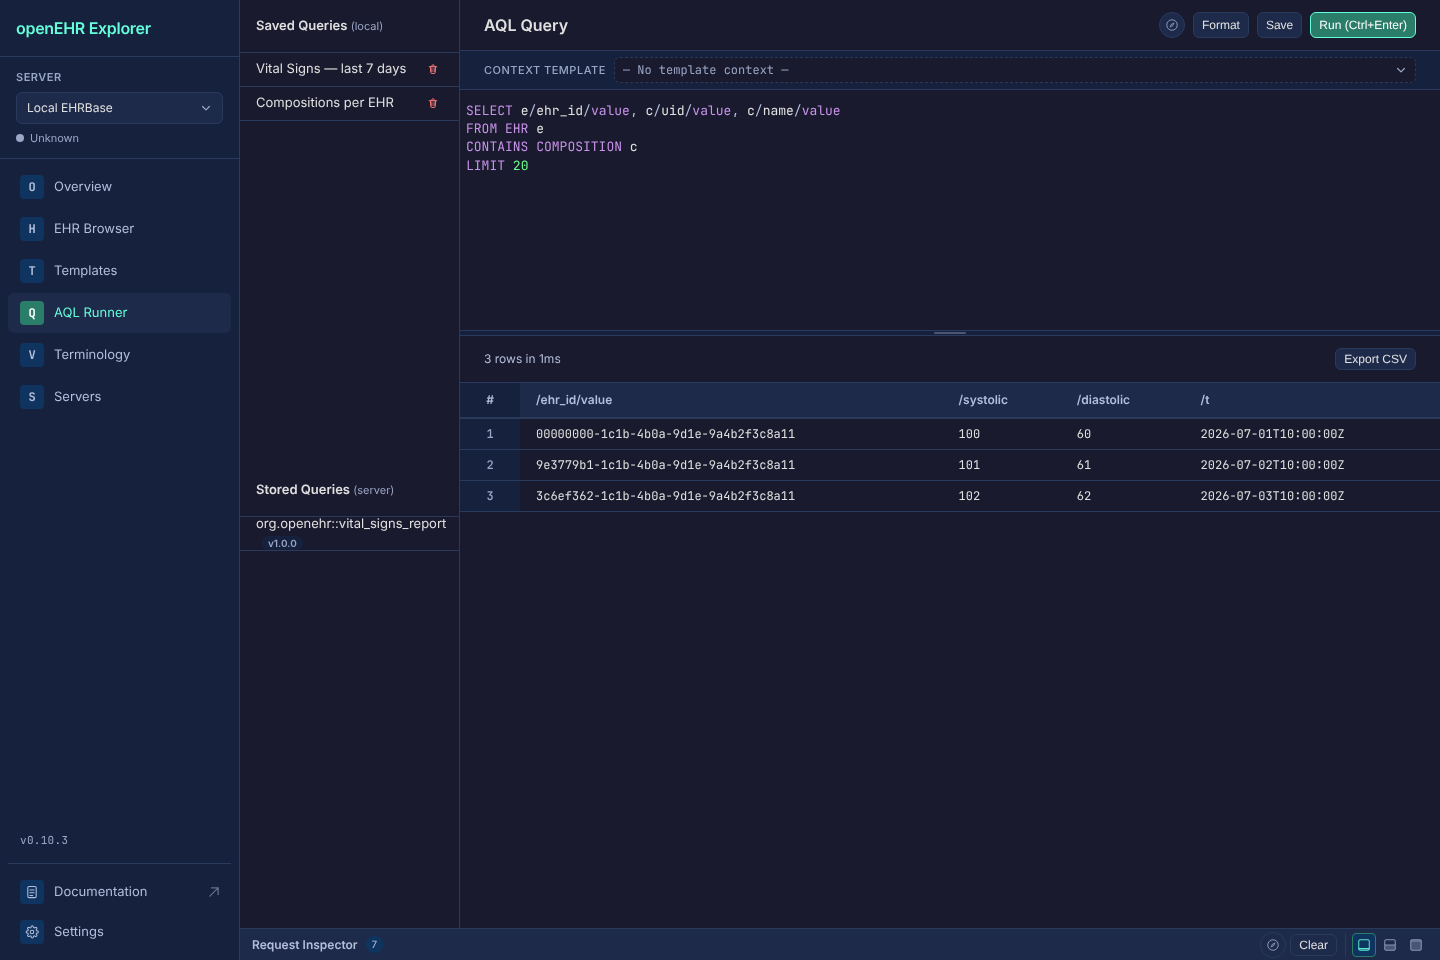 openEHR Explorer
SERVER
Local EHRBase
Unknown
O Overview
H EHR Browser
T Templates
Q AQL Runner
V Terminology
S Servers
v0.10.3
Documentation
Settings
Saved Queries (local)
Vital Signs — last 7 days
Compositions per EHR
Stored Queries (server)
org.openehr::vital_signs_report
v1.0.0
AQL Query
Format
Save
Run (Ctrl+Enter)
CONTEXT TEMPLATE
— No template context —
SELECT e/ehr_id/value, c/uid/value, c/name/value
FROM EHR e
CONTAINS COMPOSITION c
LIMIT 20
3 rows in 1ms
Export CSV
# /ehr_id/value /systolic /diastolic /t
1 00000000-1c1b-4b0a-9d1e-9a4b2f3c8a11 100 60 2026-07-01T10:00:00Z
2 9e3779b1-1c1b-4b0a-9d1e-9a4b2f3c8a11 101 61 2026-07-02T10:00:00Z
3 3c6ef362-1c1b-4b0a-9d1e-9a4b2f3c8a11 102 62 2026-07-03T10:00:00Z
Request Inspector 7
Clear